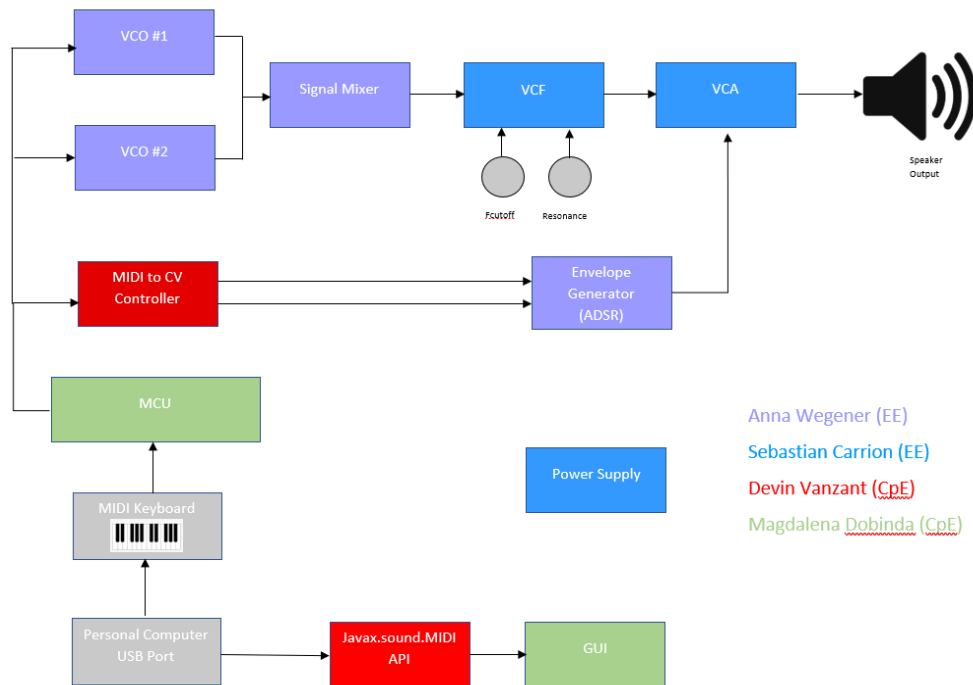 VCO #1
VCO #2
Signal Mixer
VCF
VCA
Speaker
Output
Fcutoff
Resonance
MIDI to CV
Controller
Envelope
Generator
(ADSR)
MCU
MIDI Keyboard
Power Supply
Anna Wegener (EE)
Sebastian Carrion (EE)
Devin Vanzant (CpE)
Magdalena Dobinda (CpE)
Personal Computer
USB Port
Javax.sound.MIDI
API
GUI